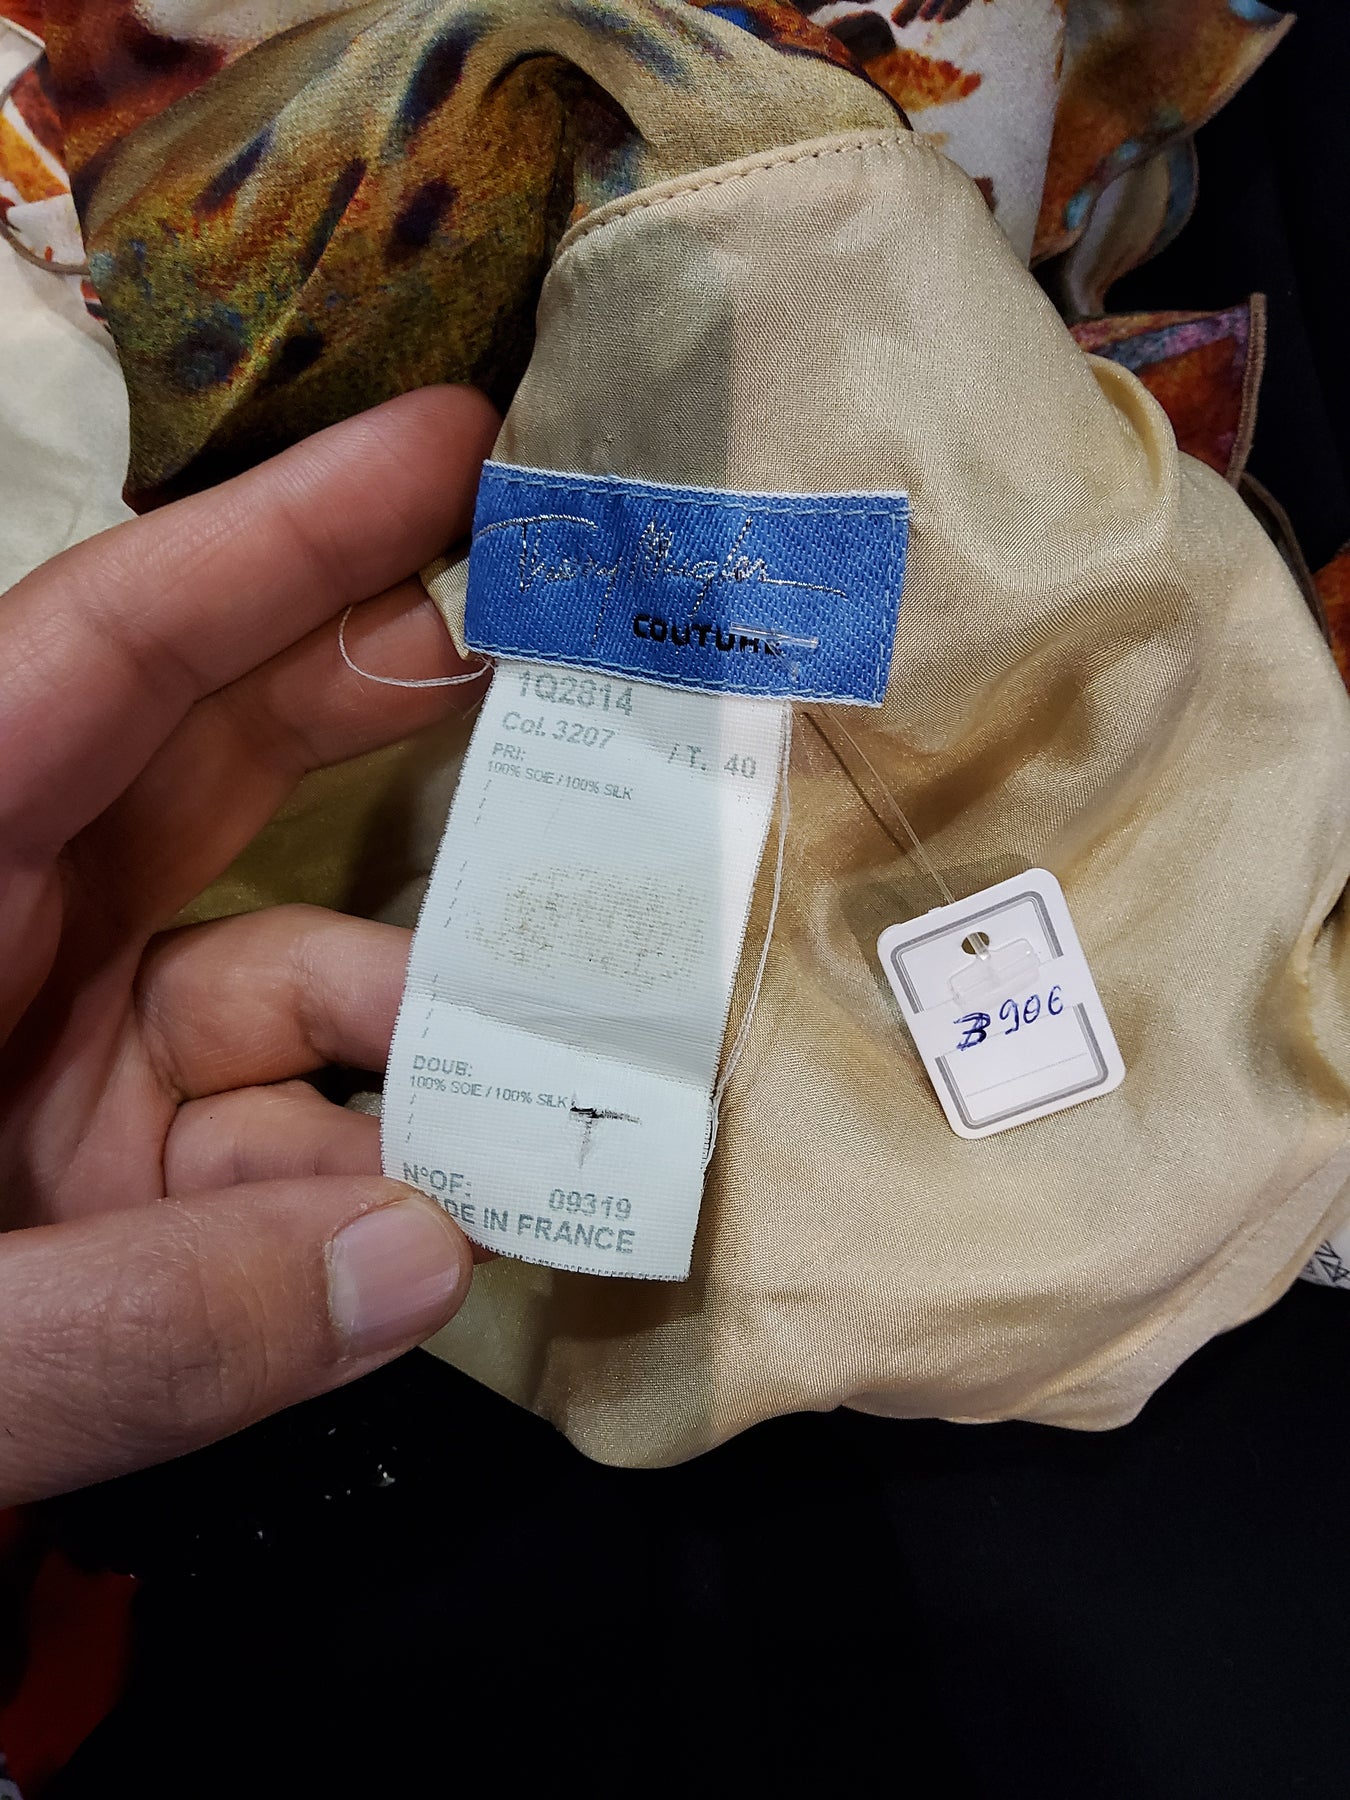 Thierry Mugler
COUTURE
1Q2814
Col. 3207 / T. 40
PRI:
100% SOIE / 100% SILK
DOUB:
100% SOIE / 100% SILK
N°OF: 09319
MADE IN FRANCE
90€